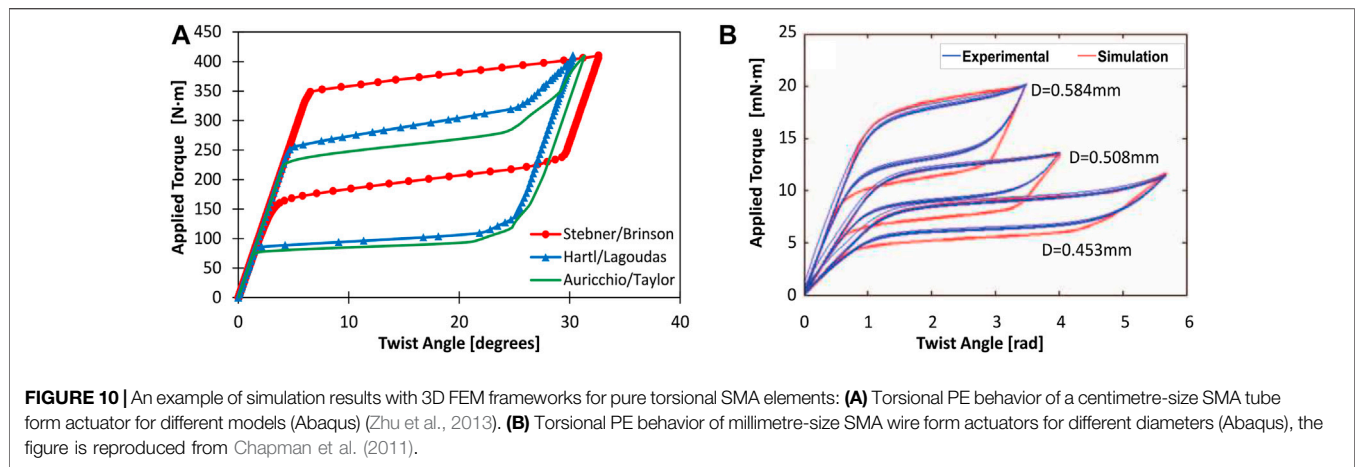 A
450
400
350
300
250
200
150
100
50
0
Applied Torque [N·m]
0 10 20 30 40
Twist Angle [degrees]
Stebner/Brinson
Hartl/Lagoudas
Auricchio/Taylor
B
25
20
15
10
5
0
Applied Torque [mN·m]
0 1 2 3 4 5 6
Twist Angle [rad]
Experimental Simulation
D=0.584mm
D=0.508mm
D=0.453mm
FIGURE 10 | An example of simulation results with 3D FEM frameworks for pure torsional SMA elements: (A) Torsional PE behavior of a centimetre-size SMA tube
form actuator for different models (Abaqus) (Zhu et al., 2013). (B) Torsional PE behavior of millimetre-size SMA wire form actuators for different diameters (Abaqus), the
figure is reproduced from Chapman et al. (2011).